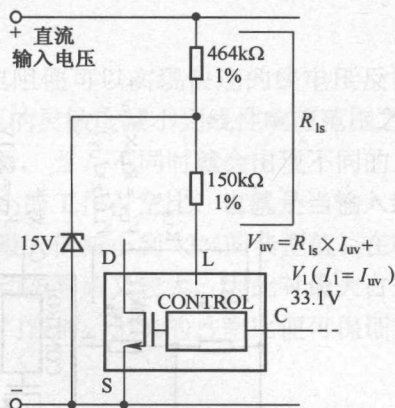 + 直流
输入电压
464kΩ
1%
R_ls
150kΩ
1%
15V
D
L
V_uv=R_ls×I_uv+
V_1(I_1=I_uv)
33.1V
CONTROL
C
S
−